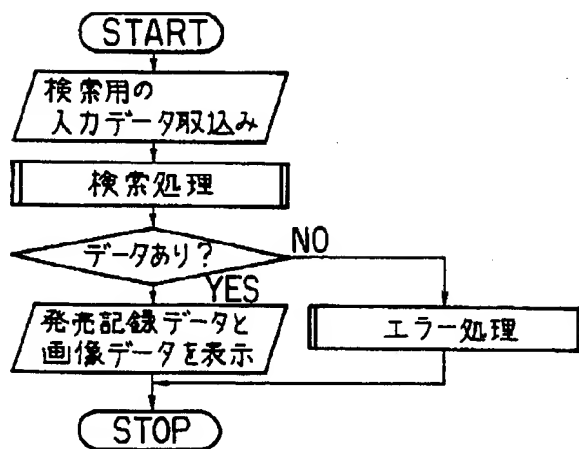 START
検索用の
入力データ取込み
検索処理
データあり?
NO
YES
発売記録データと
画像データを表示
エラー処理
STOP